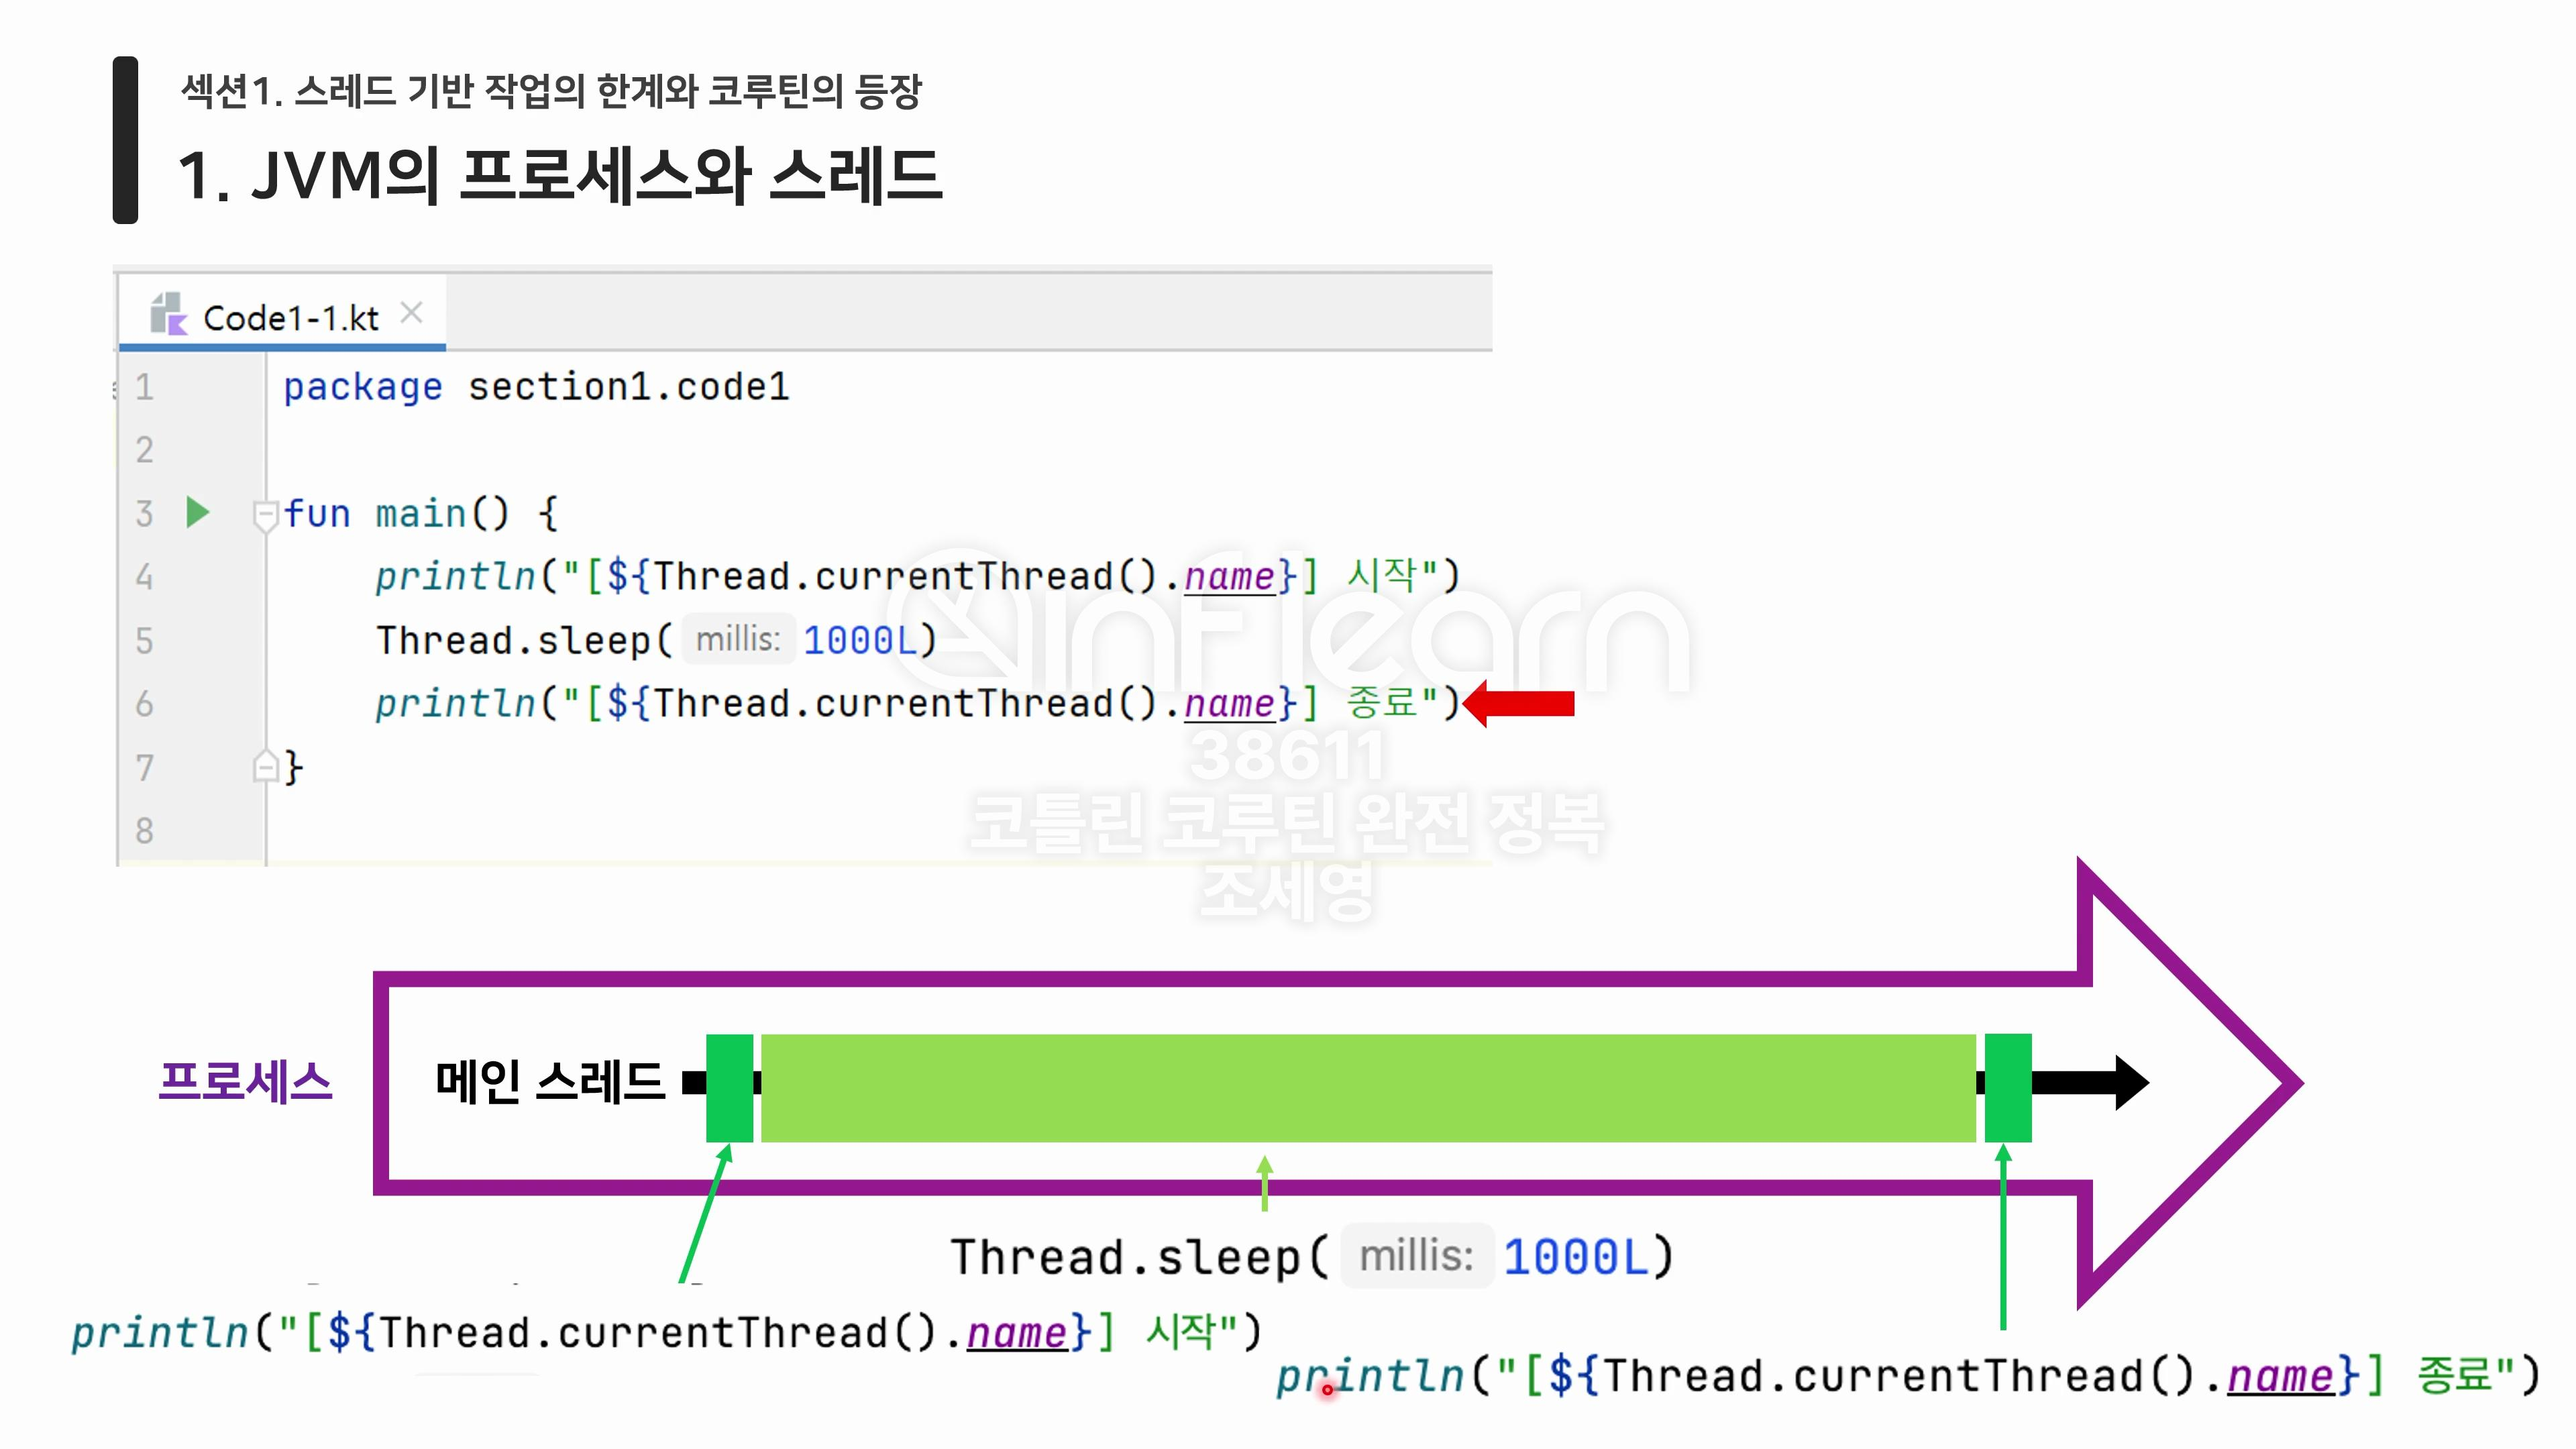 섹션1. 스레드 기반 작업의 한계와 코루틴의 등장
1. JVM의 프로세스와 스레드
Code1-1.kt
1 package section1.code1
2
3 fun main() {
4 println("[${Thread.currentThread().name}] 시작")
5 Thread.sleep( millis: 1000L)
6 println("[${Thread.currentThread().name}] 종료")
7 }
8
inflearn
38611
코틀린 코루틴 완전 정복
조세영
프로세스
메인 스레드
Thread.sleep( millis: 1000L)
println("[${Thread.currentThread().name}] 시작")
println("[${Thread.currentThread().name}] 종료")